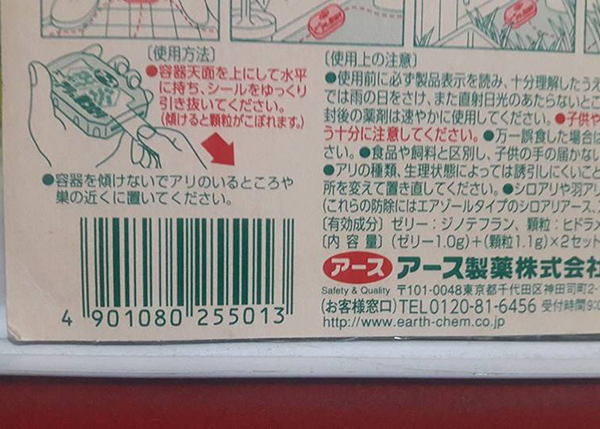 〔使用方法〕
●容器天面を上にして水平
に持ち、シールをゆっくり
引き抜いてください。
(傾けると顆粒がこぼれます。)
●容器を傾けないでアリのいるところや
巣の近くに置いてください。
4 901080 255013
〔使用上の注意〕
●使用前に必ず製品表示を読み、十分理解したうえ
では雨の日をさけ、また直射日光のあたらないとこ
封後の薬剤は速やかに使用してください。●子供や
う十分に注意してください。●万一誤食した場合は
さい。●食品や飼料と区別し、子供の手の届かない
●アリの種類、生理状態によっては誘引しにくいこと
所を変えて置き直してください。●シロアリや羽アリ
(これらの防除にはエアゾールタイプのシロアリアース、
〔有効成分〕ゼリー：ジノテフラン、顆粒：ヒドラメ
〔内 容 量〕(ゼリー1.0g)＋(顆粒1.1g)×2セット
アース アース製薬株式会
Safety & Quality 〒101-0048東京都千代田区神田司町2-
(お客様窓口)TEL0120-81-6456 受付時間9:
http://www.earth-chem.co.jp